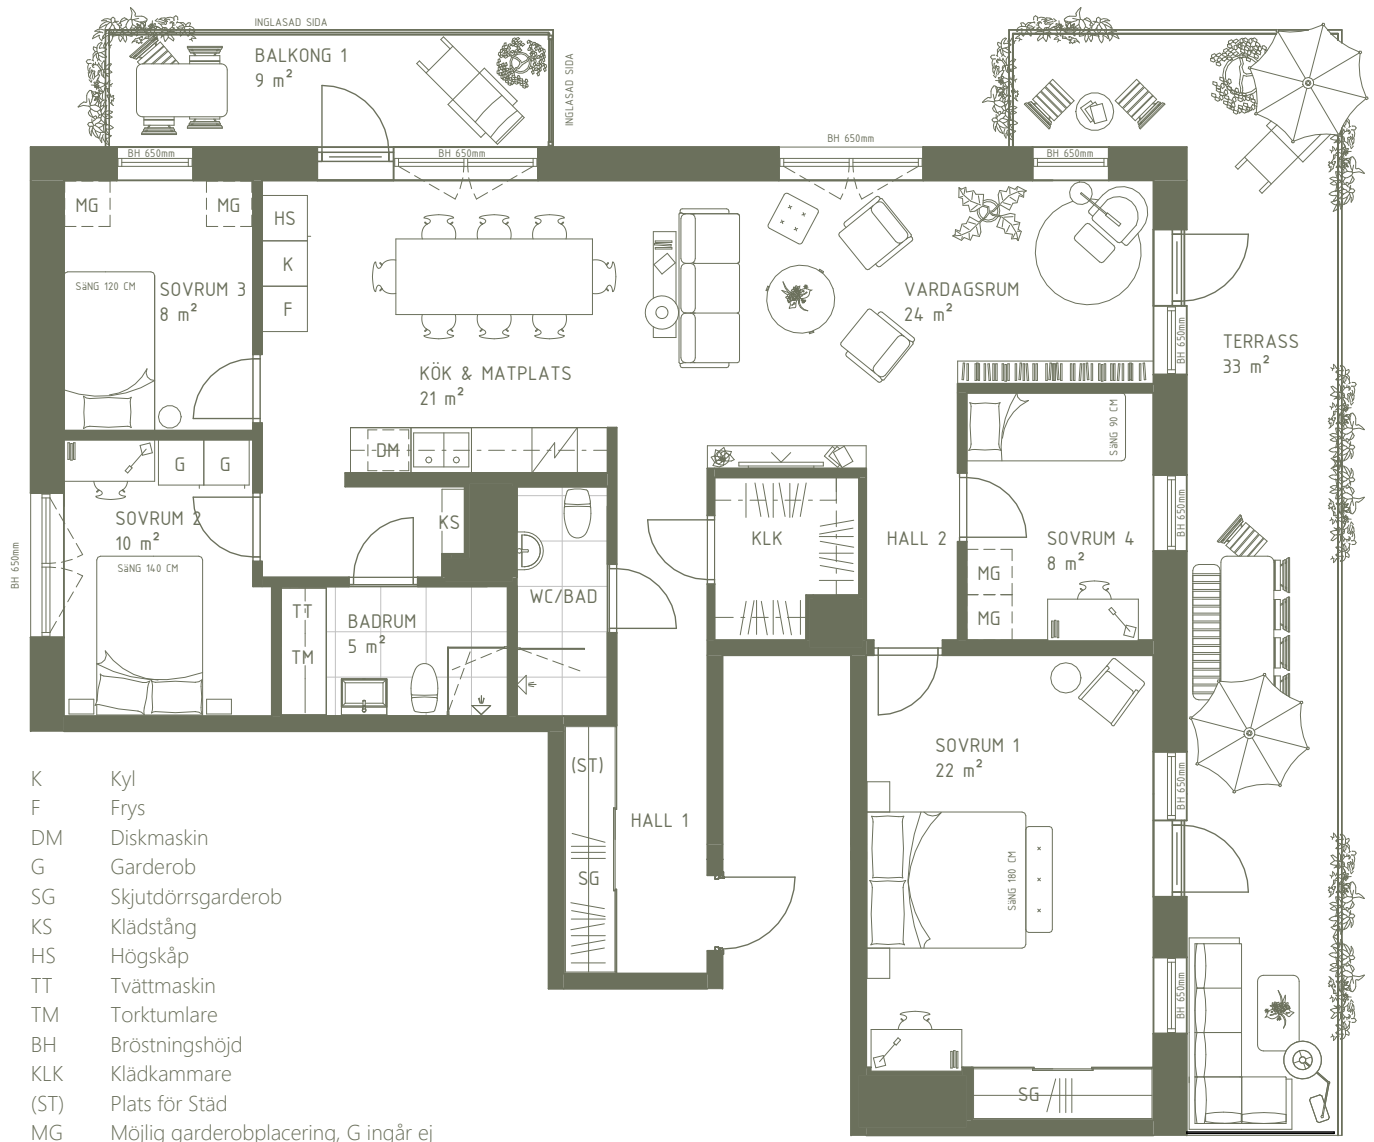 INGLASAD SIDA
BALKONG 1
9 m²
INGLASAD SIDA
BH 650mm
BH 650mm
BH 650mm
BH 650mm
MG
MG
HS
K
F
SÄNG 120 CM
SOVRUM 3
8 m²
KÖK & MATPLATS
21 m²
VARDAGSRUM
24 m²
BH 650mm
TERRASS
33 m²
DM
G
G
SOVRUM 2
10 m²
SÄNG 140 CM
BH 650mm
KS
KLK
HALL 2
SÄNG 90 CM
SOVRUM 4
8 m²
MG
MG
BH 650mm
WC/BAD
TT
TM
BADRUM
5 m²
(ST)
HALL 1
SG
SOVRUM 1
22 m²
SÄNG 180 CM
BH 650mm
BH 650mm
SG
K Kyl
F Frys
DM Diskmaskin
G Garderob
SG Skjutdörrsgarderob
KS Klädstång
HS Högskåp
TT Tvättmaskin
TM Torktumlare
BH Bröstningshöjd
KLK Klädkammare
(ST) Plats för Städ
MG Möjlig garderobplacering, G ingår ej